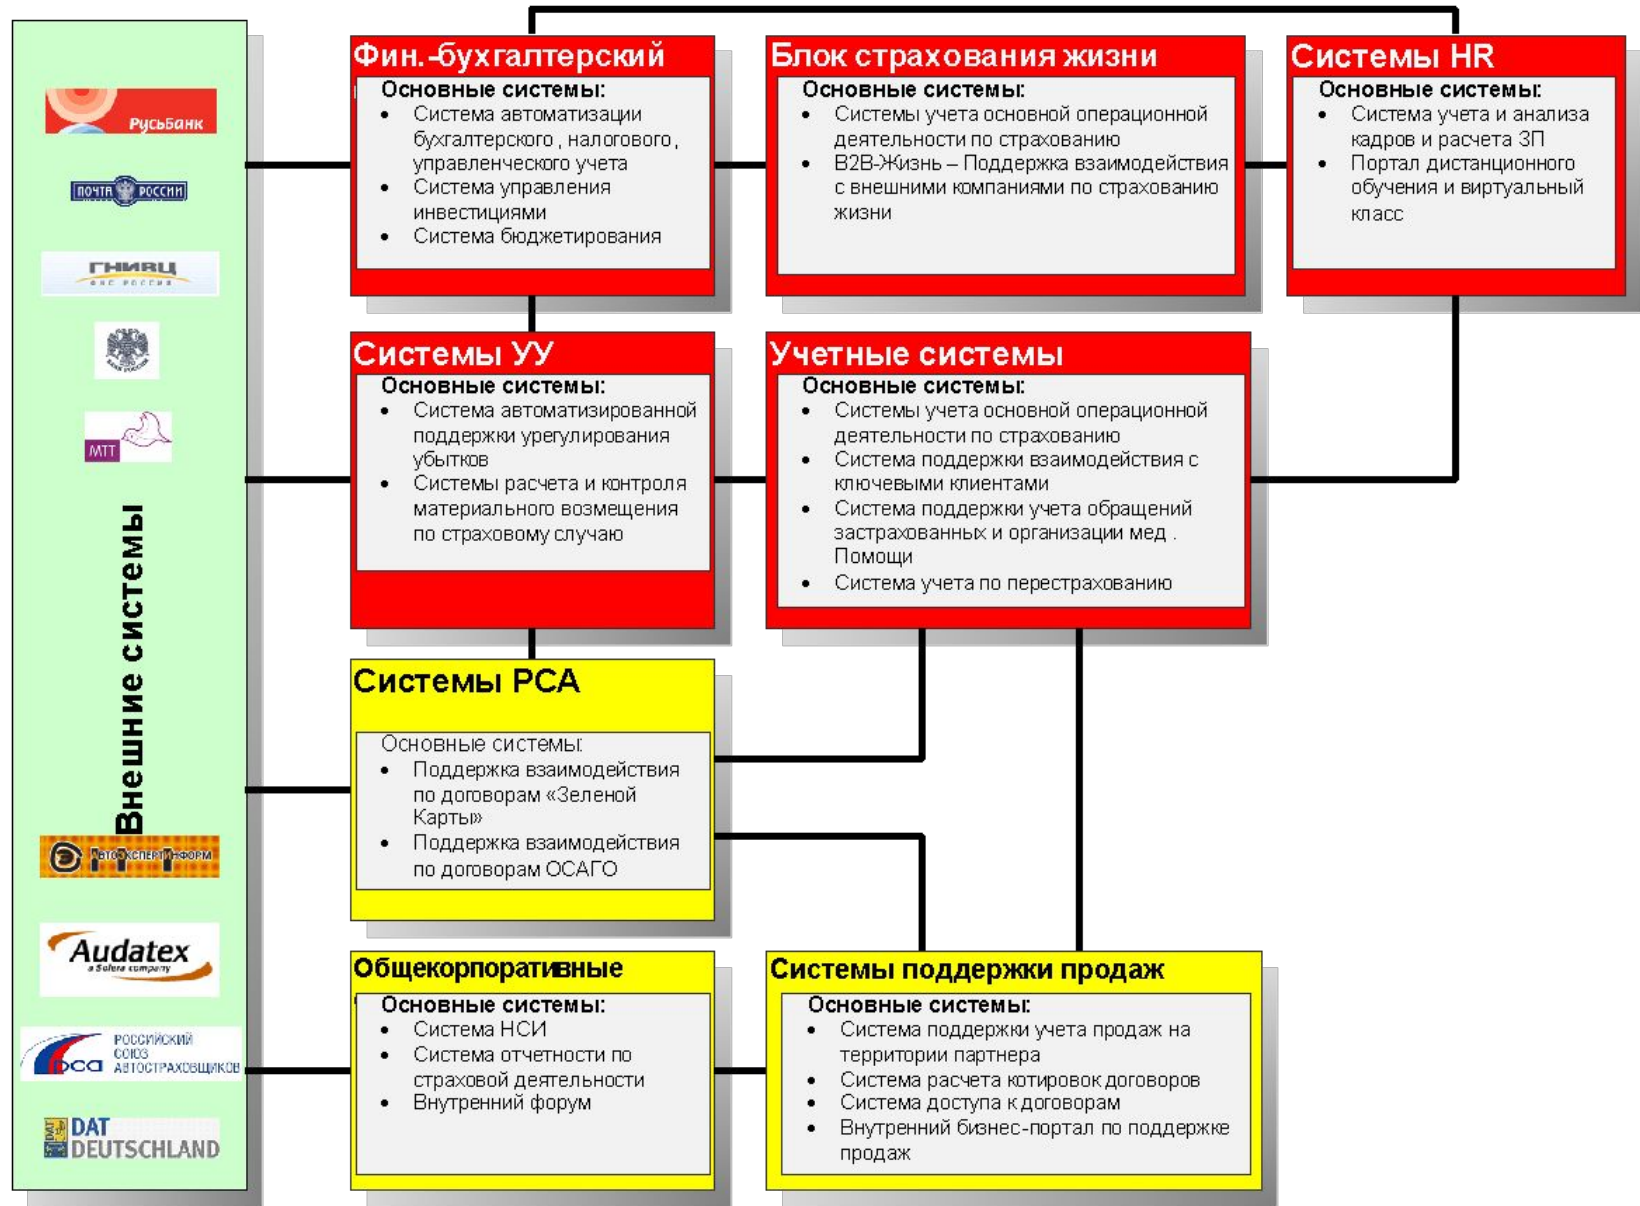 РусьБанк
ПОЧТА РОССИИ
ГНИВЦ
ФНС РОССИИ
БАНК РОССИИ
МТТ
Внешние системы
АВТОЭКСПЕРТИНФОРМ
Audatex
a Solera company
рса
РОССИЙСКИЙ
СОЮЗ
АВТОСТРАХОВЩИКОВ
DAT
DAT
DEUTSCHLAND
Фин.-бухгалтерский
Основные системы:
• Система автоматизации
бухгалтерского , налогового ,
управленческого учета
• Система управления
инвестициями
• Система бюджетирования
Блок страхования жизни
Основные системы:
• Системы учета основной операционной
деятельности по страхованию
• B2B-Жизнь – Поддержка взаимодействия
с внешними компаниями по страхованию
жизни
Системы HR
Основные системы:
• Система учета и анализа
кадров и расчета ЗП
• Портал дистанционного
обучения и виртуальный
класс
Системы УУ
Основные системы:
• Система автоматизированной
поддержки урегулирования
убытков
• Системы расчета и контроля
материального возмещения
по страховому случаю
Учетные системы
Основные системы:
• Системы учета основной операционной
деятельности по страхованию
• Система поддержки взаимодействия с
ключевыми клиентами
• Система поддержки учета обращений
застрахованных и организации мед .
Помощи
• Система учета по перестрахованию
Системы РСА
Основные системы:
• Поддержка взаимодействия
по договорам «Зеленой
Карты»
• Поддержка взаимодействия
по договорам ОСАГО
Общекорпоративные
Основные системы:
• Система НСИ
• Система отчетности по
страховой деятельности
• Внутренний форум
Системы поддержки продаж
Основные системы:
• Система поддержки учета продаж на
территории партнера
• Система расчета котировок договоров
• Система доступа к договорам
• Внутренний бизнес-портал по поддержке
продаж